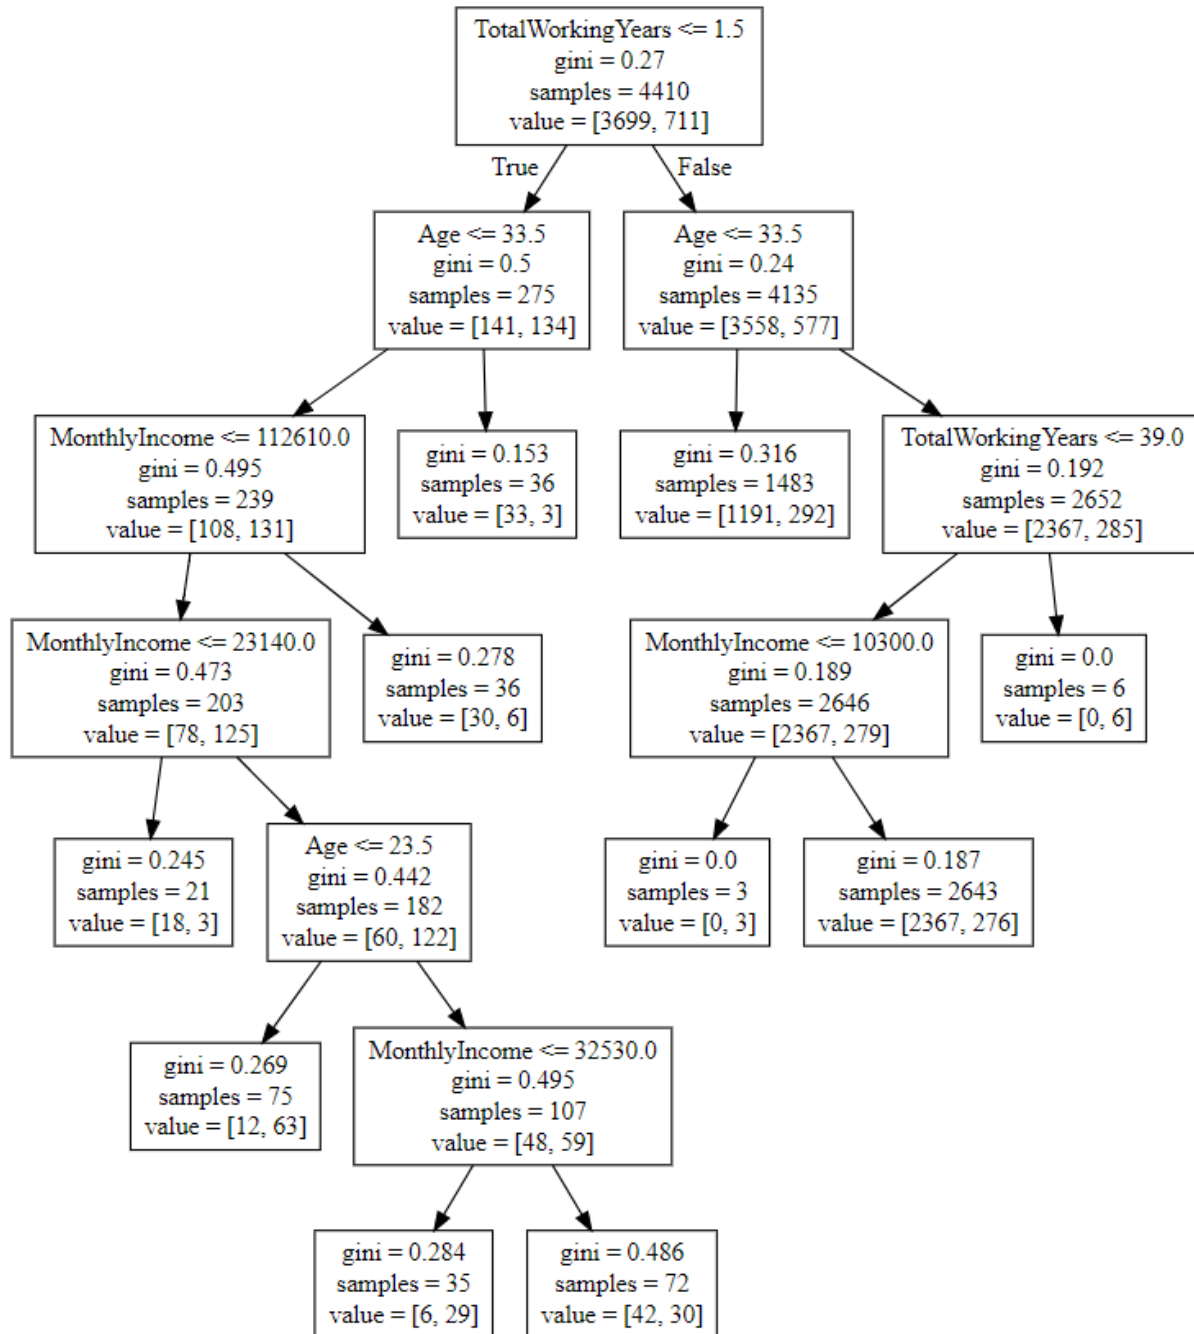 TotalWorkingYears <= 1.5
gini = 0.27
samples = 4410
value = [3699, 711]
True
False
Age <= 33.5
gini = 0.5
samples = 275
value = [141, 134]
Age <= 33.5
gini = 0.24
samples = 4135
value = [3558, 577]
MonthlyIncome <= 112610.0
gini = 0.495
samples = 239
value = [108, 131]
gini = 0.153
samples = 36
value = [33, 3]
gini = 0.316
samples = 1483
value = [1191, 292]
TotalWorkingYears <= 39.0
gini = 0.192
samples = 2652
value = [2367, 285]
MonthlyIncome <= 23140.0
gini = 0.473
samples = 203
value = [78, 125]
gini = 0.278
samples = 36
value = [30, 6]
MonthlyIncome <= 10300.0
gini = 0.189
samples = 2646
value = [2367, 279]
gini = 0.0
samples = 6
value = [0, 6]
gini = 0.245
samples = 21
value = [18, 3]
Age <= 23.5
gini = 0.442
samples = 182
value = [60, 122]
gini = 0.0
samples = 3
value = [0, 3]
gini = 0.187
samples = 2643
value = [2367, 276]
gini = 0.269
samples = 75
value = [12, 63]
MonthlyIncome <= 32530.0
gini = 0.495
samples = 107
value = [48, 59]
gini = 0.284
samples = 35
value = [6, 29]
gini = 0.486
samples = 72
value = [42, 30]